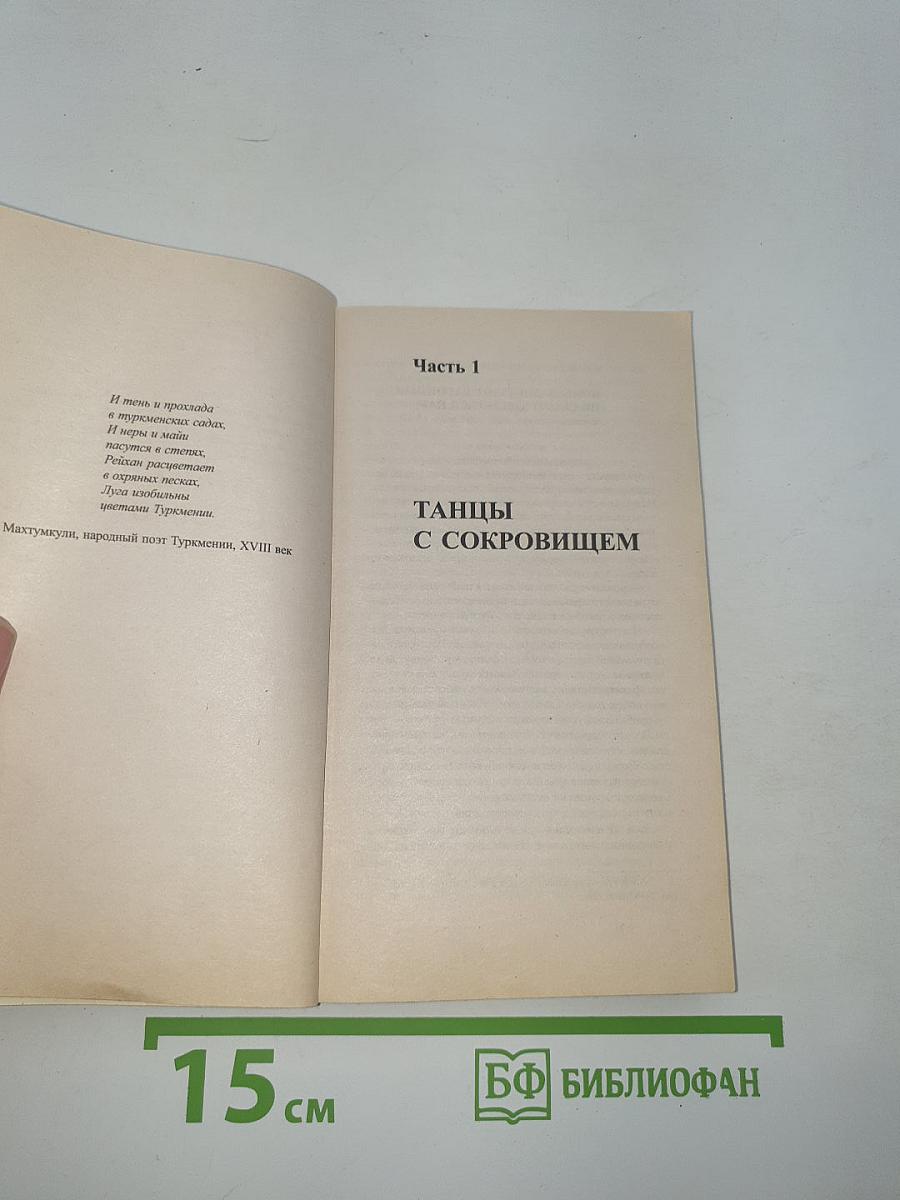 И тень и прохлада
в туркменских садах,
И неры и майи
пасутся в степях,
Рейхан расцветает
в охряных песках,
Луга изобильны
цветами Туркмении.
Махтумкули, народный поэт Туркмении, XVIII век
Часть 1
ТАНЦЫ
С СОКРОВИЩЕМ
15 см
БФ БИБЛИОФАН